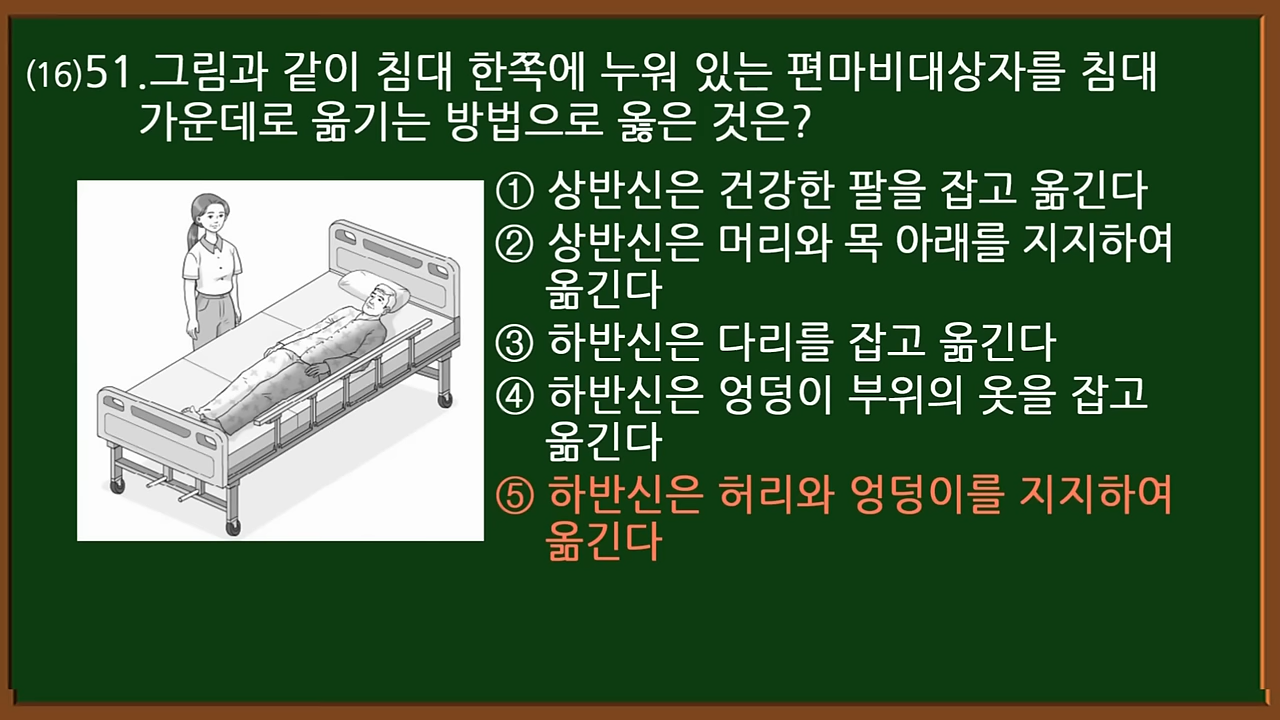 (16)51.그림과 같이 침대 한쪽에 누워 있는 편마비대상자를 침대
가운데로 옮기는 방법으로 옳은 것은?
① 상반신은 건강한 팔을 잡고 옮긴다
② 상반신은 머리와 목 아래를 지지하여
옮긴다
③ 하반신은 다리를 잡고 옮긴다
④ 하반신은 엉덩이 부위의 옷을 잡고
옮긴다
⑤ 하반신은 허리와 엉덩이를 지지하여
옮긴다